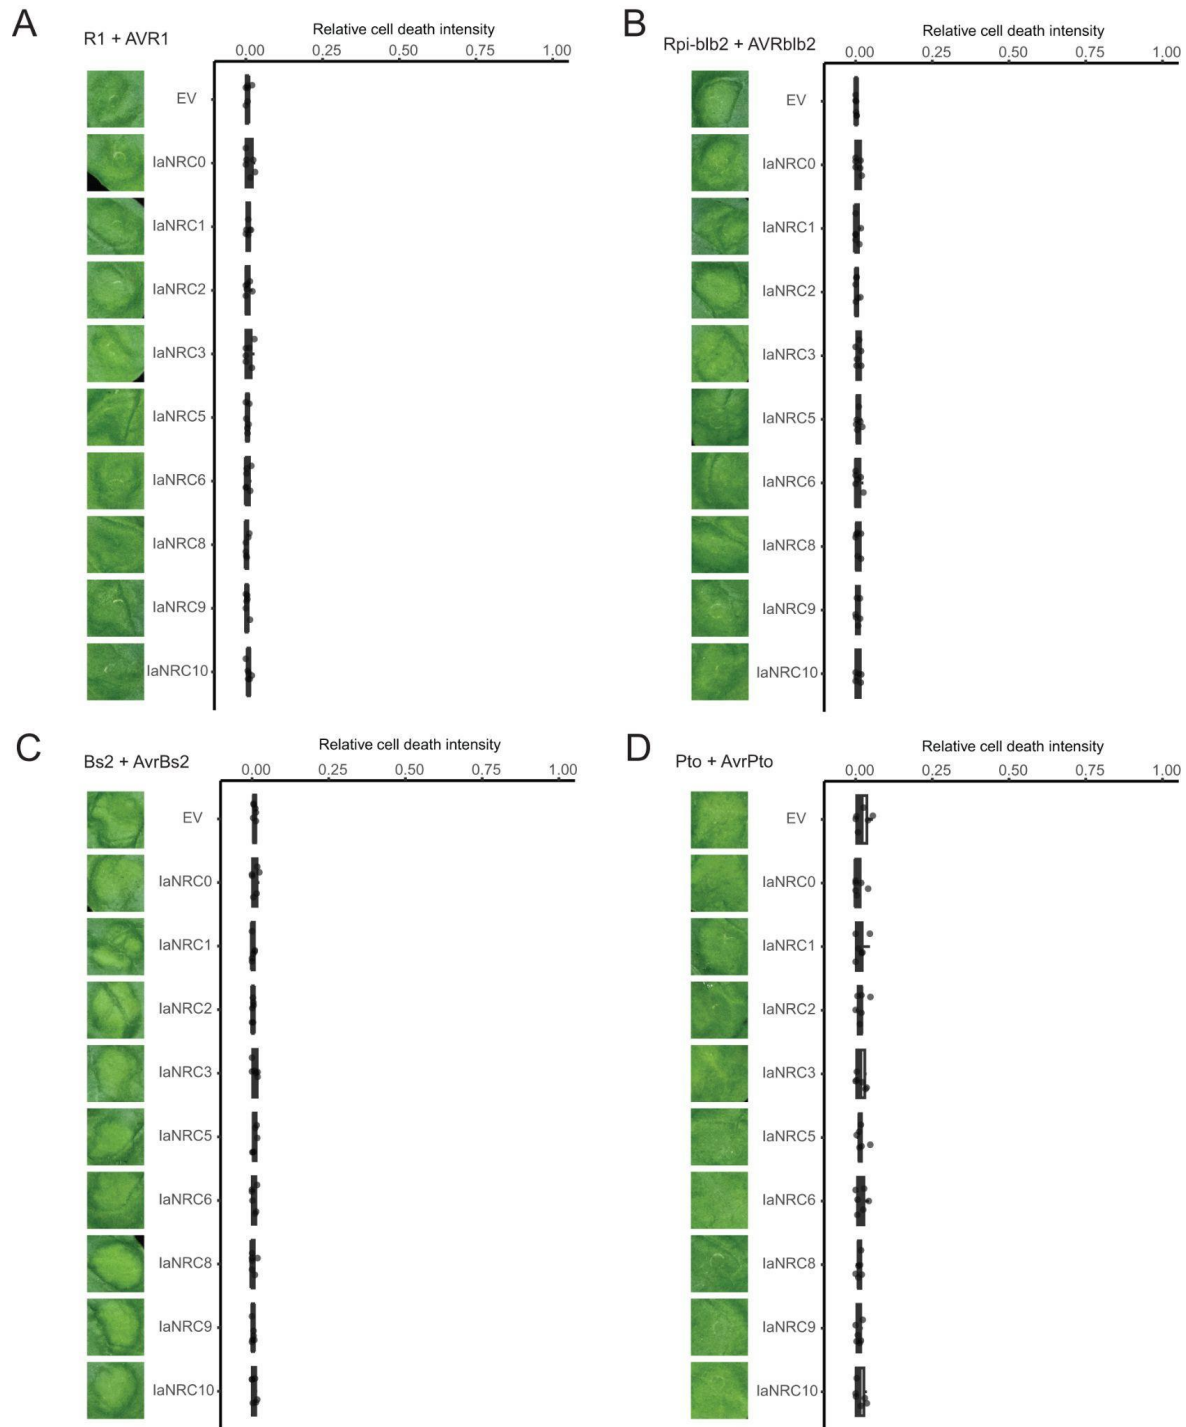 A
R1 + AVR1
Relative cell death intensity
0.00 0.25 0.50 0.75 1.00
EV
IaNRC0
IaNRC1
IaNRC2
IaNRC3
IaNRC5
IaNRC6
IaNRC8
IaNRC9
IaNRC10
B
Rpi-blb2 + AVRblb2
Relative cell death intensity
0.00 0.25 0.50 0.75 1.00
EV
IaNRC0
IaNRC1
IaNRC2
IaNRC3
IaNRC5
IaNRC6
IaNRC8
IaNRC9
IaNRC10
C
Bs2 + AvrBs2
Relative cell death intensity
0.00 0.25 0.50 0.75 1.00
EV
IaNRC0
IaNRC1
IaNRC2
IaNRC3
IaNRC5
IaNRC6
IaNRC8
IaNRC9
IaNRC10
D
Pto + AvrPto
Relative cell death intensity
0.00 0.25 0.50 0.75 1.00
EV
IaNRC0
IaNRC1
IaNRC2
IaNRC3
IaNRC5
IaNRC6
IaNRC8
IaNRC9
IaNRC10